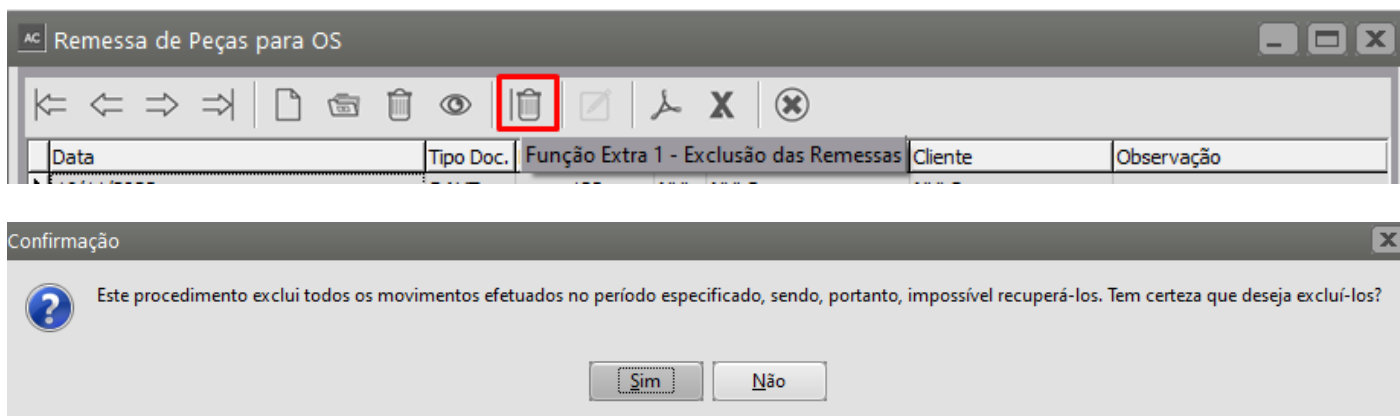 AC Remessa de Peças para OS
X
Data Tipo Doc. Função Extra 1 - Exclusão das Remessas Cliente Observação
Confirmação
Este procedimento exclui todos os movimentos efetuados no período especificado, sendo, portanto, impossível recuperá-los. Tem certeza que deseja excluí-los?
Sim Não